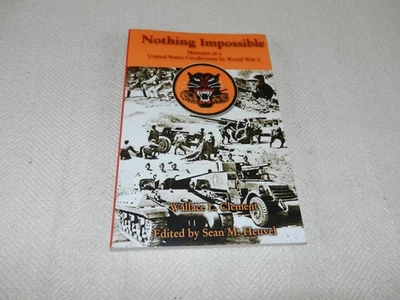 Nothing Impossible
Memoirs of a
United States Cavalryman in World War 2
Wallace L. Clement
Edited by Sean M. Heuvel